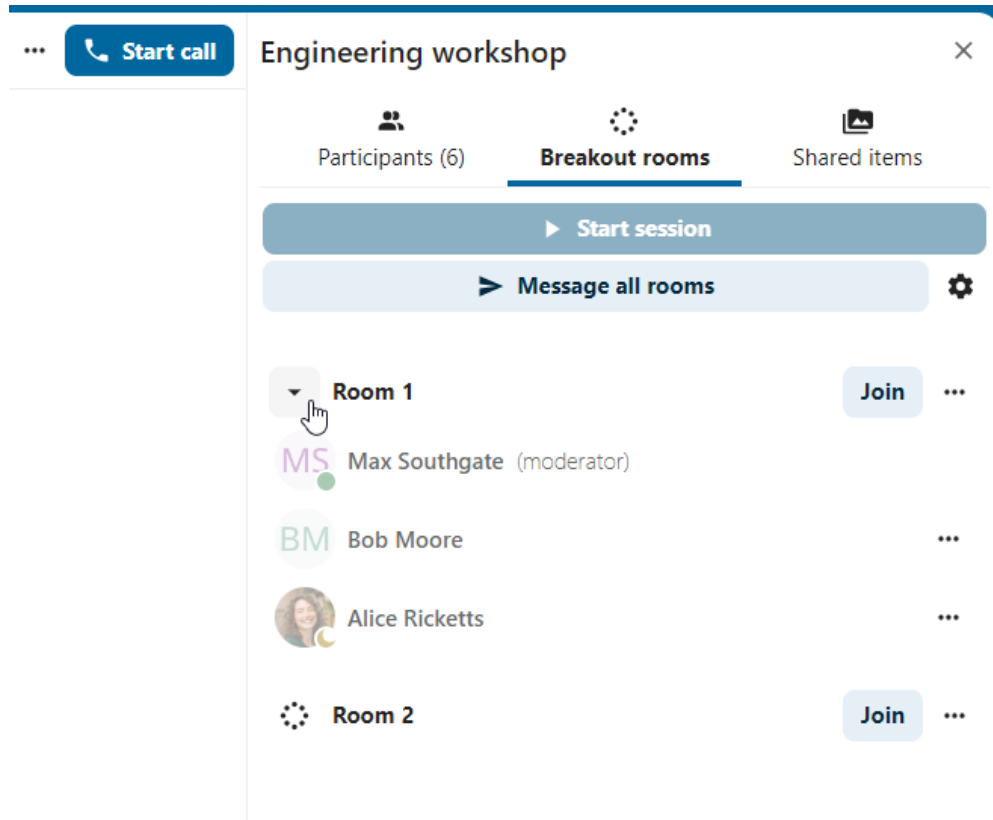 Start call
Engineering workshop
Participants (6)
Breakout rooms
Shared items
Start session
Message all rooms
Room 1
Join
MS Max Southgate (moderator)
BM Bob Moore
Alice Ricketts
Room 2
Join